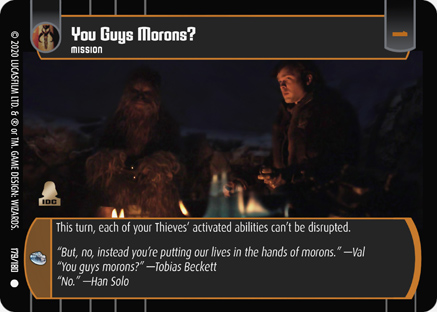 You Guys Morons?
MISSION
This turn, each of your Thieves' activated abilities can't be disrupted.
"But, no, instead you're putting our lives in the hands of morons." —Val
"You guys morons?" —Tobias Beckett
"No." —Han Solo
© 2020 LUCASFILM LTD. & ® or TM. GAME DESIGN, WIZARDS.
179/180
IDC